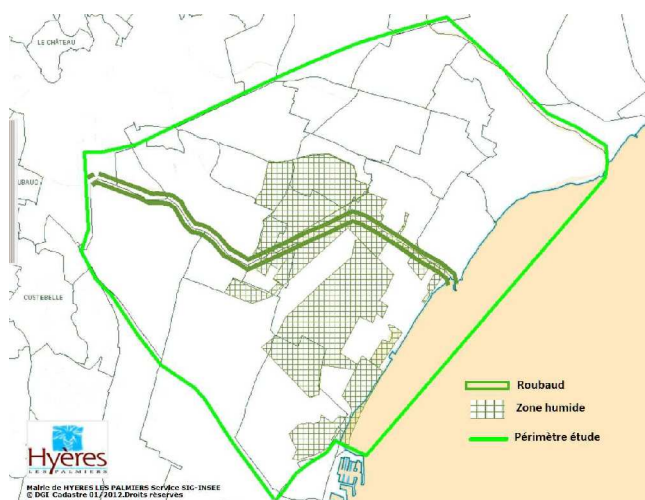 LE CHÂTEAU
UBAUD
COSTEBELLE
Roubaud
Zone humide
Périmètre étude
Hyères
LES PALMIERS
Mairie de HYERES LES PALMIERS Service SIG-INSEE
© DGI Cadastre 01/2012.Droits réservés